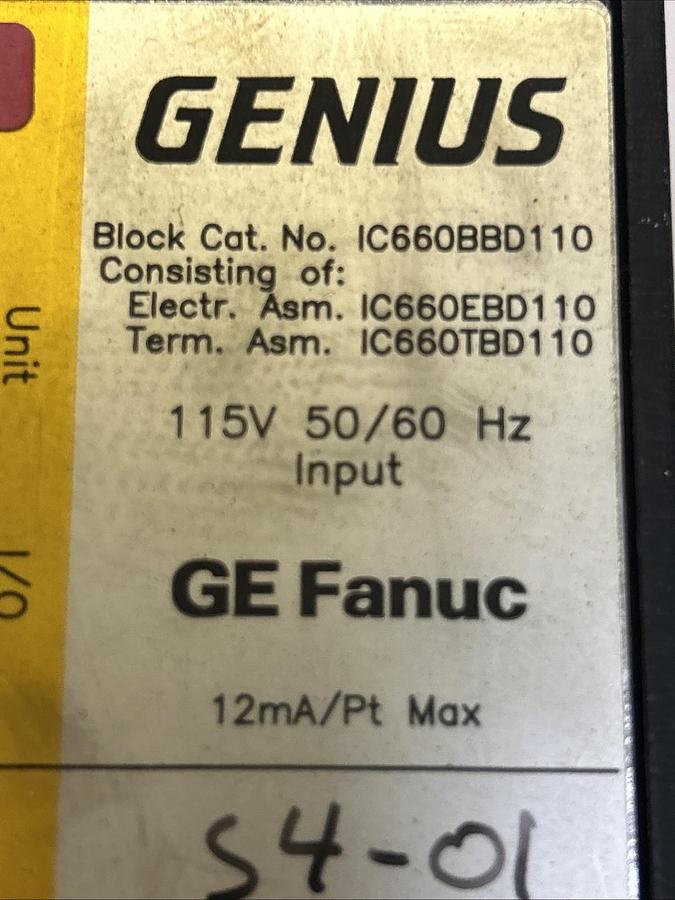 GENIUS
Block Cat. No. IC660BBD110
Consisting of:
Electr. Asm. IC660EBD110
Term. Asm. IC660TBD110
115V 50/60 Hz
Input
GE Fanuc
12mA/Pt Max
S4-01
Unit
I/O